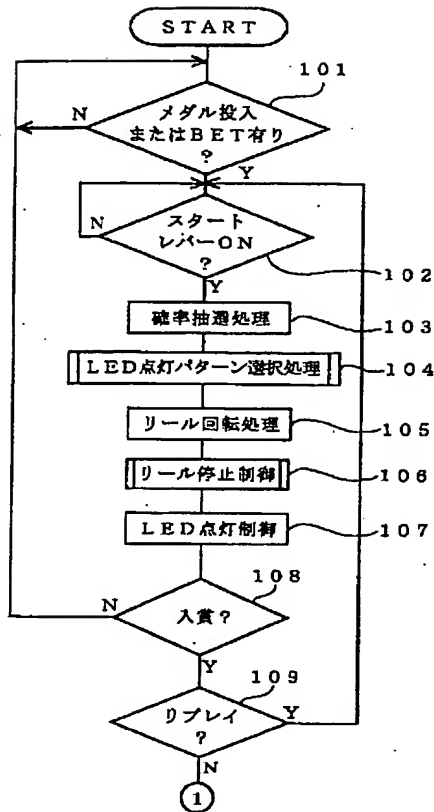 START
101
メダル投入
またはBET有り
?
N
Y
スタート
レバーON
?
N
102
Y
確率抽選処理
103
LED点灯パターン選択処理
104
リール回転処理
105
リール停止制御
106
LED点灯制御
107
108
N
入賞?
Y
109
リプレイ
?
Y
N
1